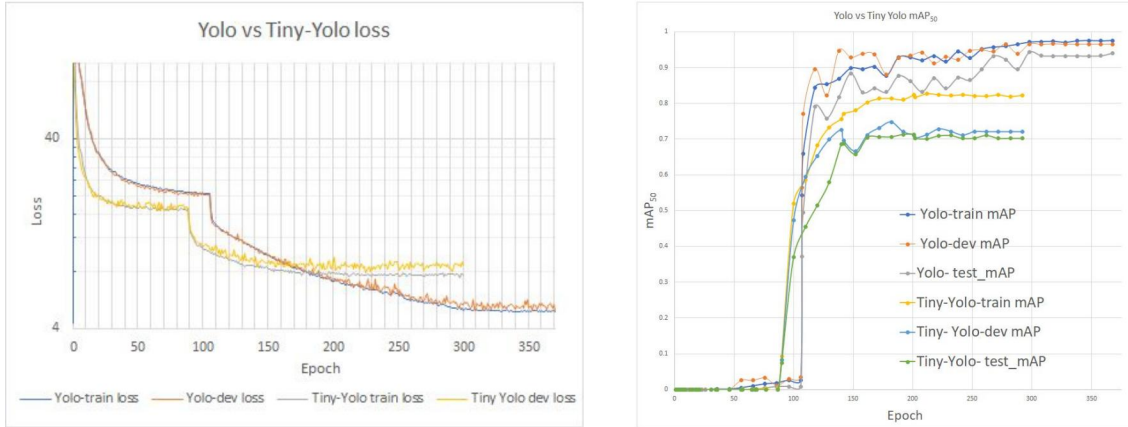 Yolo vs Tiny-Yolo loss
40
4
Loss
0 50 100 150 200 250 300 350
Epoch
Yolo-train loss Yolo-dev loss Tiny-Yolo train loss Tiny Yolo dev loss
Yolo vs Tiny Yolo mAP₅₀
1
0.9
0.8
0.7
0.6
0.5
0.4
0.3
0.2
0.1
0
mAP₅₀
Yolo-train mAP
Yolo-dev mAP
Yolo- test_mAP
Tiny-Yolo-train mAP
Tiny- Yolo-dev mAP
Tiny-Yolo- test_mAP
0 50 100 150 200 250 300 350 400
Epoch